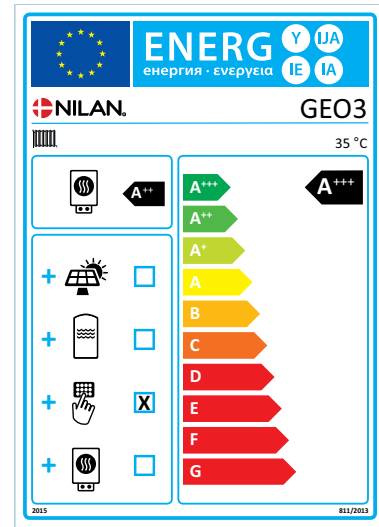 ENERG Y IJA
енергия · ενεργεια IE IA
NILAN® GEO3
35 °C
A++
A+++
A+++
A++
A+
A
B
C
D
E
F
G
+
+
+ X
+
2015
811/2013